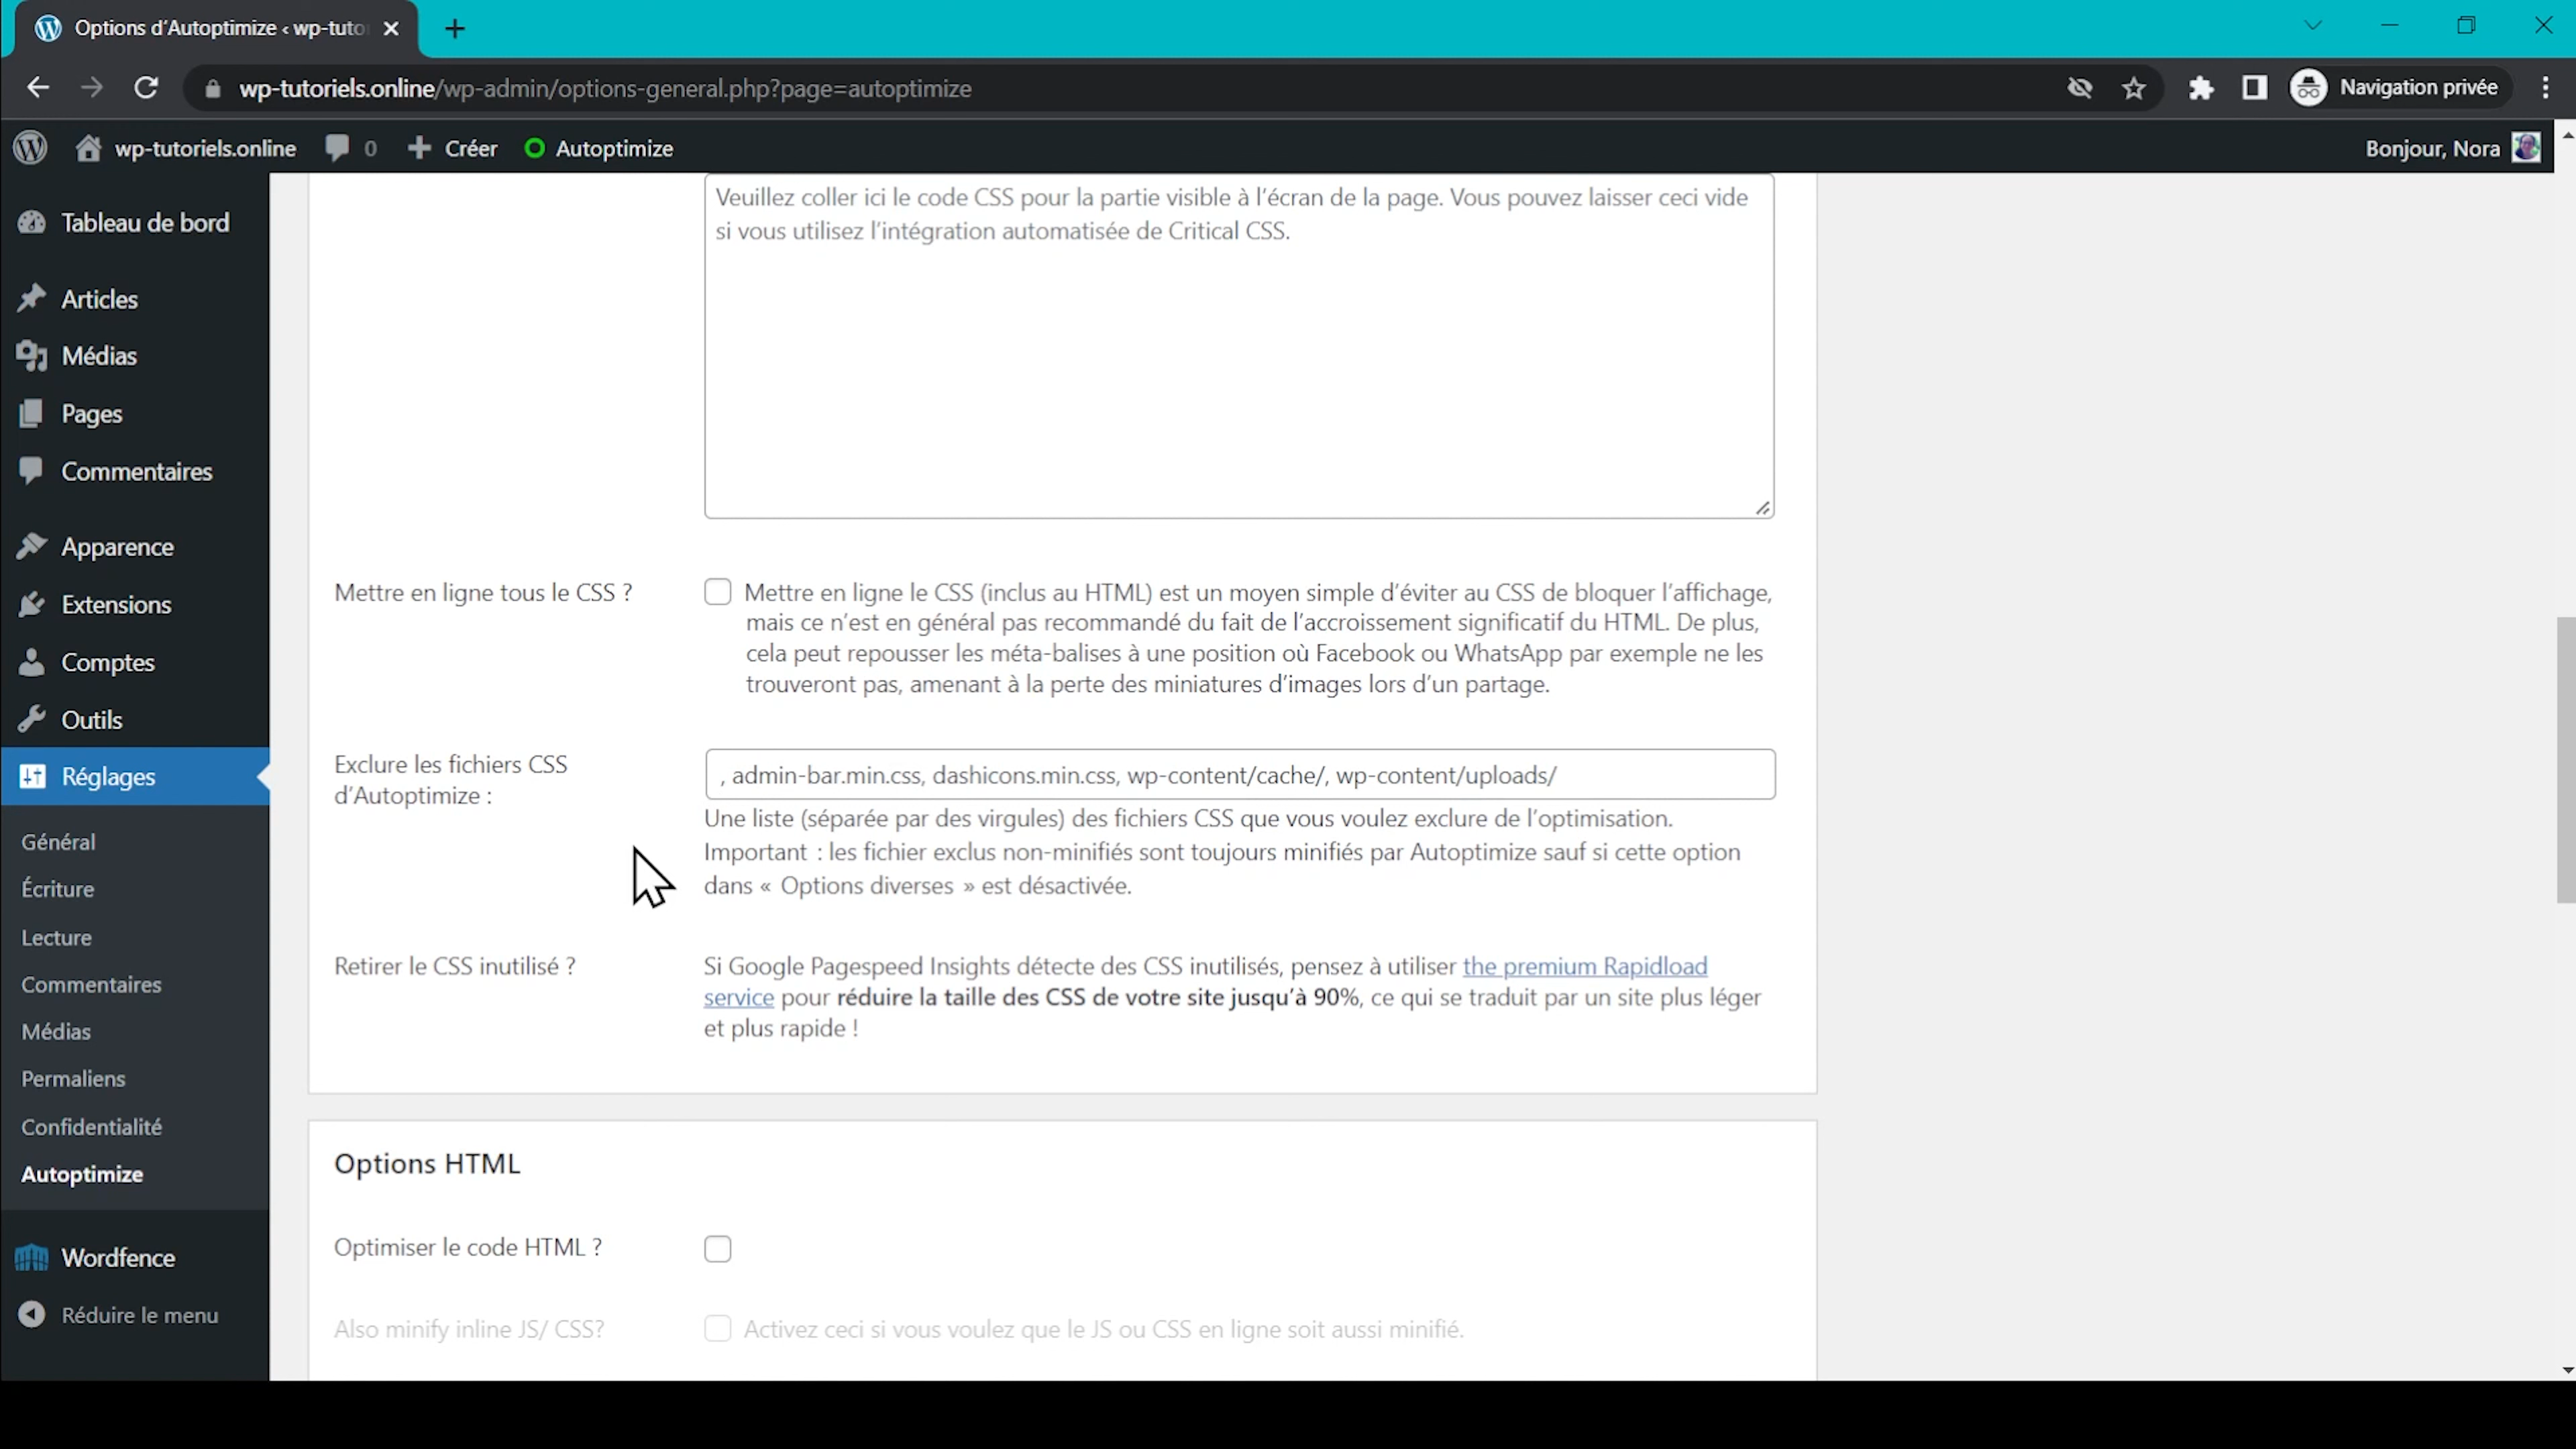 Options d'Autoptimize ‹ wp-tuto
wp-tutoriels.online/wp-admin/options-general.php?page=autoptimize
Navigation privée
wp-tutoriels.online
0
Créer
Autoptimize
Bonjour, Nora
Tableau de bord
Articles
Médias
Pages
Commentaires
Apparence
Extensions
Comptes
Outils
Réglages
Général
Écriture
Lecture
Commentaires
Médias
Permaliens
Confidentialité
Autoptimize
Wordfence
Réduire le menu
Veuillez coller ici le code CSS pour la partie visible à l'écran de la page. Vous pouvez laisser ceci vide
si vous utilisez l'intégration automatisée de Critical CSS.
Mettre en ligne tous le CSS ?
Mettre en ligne le CSS (inclus au HTML) est un moyen simple d'éviter au CSS de bloquer l'affichage,
mais ce n'est en général pas recommandé du fait de l'accroissement significatif du HTML. De plus,
cela peut repousser les méta-balises à une position où Facebook ou WhatsApp par exemple ne les
trouveront pas, amenant à la perte des miniatures d'images lors d'un partage.
Exclure les fichiers CSS
d'Autoptimize :
, admin-bar.min.css, dashicons.min.css, wp-content/cache/, wp-content/uploads/
Une liste (séparée par des virgules) des fichiers CSS que vous voulez exclure de l'optimisation.
Important : les fichier exclus non-minifiés sont toujours minifiés par Autoptimize sauf si cette option
dans « Options diverses » est désactivée.
Retirer le CSS inutilisé ?
Si Google Pagespeed Insights détecte des CSS inutilisés, pensez à utiliser the premium Rapidload
service pour réduire la taille des CSS de votre site jusqu'à 90%, ce qui se traduit par un site plus léger
et plus rapide !
Options HTML
Optimiser le code HTML ?
Also minify inline JS/ CSS?
Activez ceci si vous voulez que le JS ou CSS en ligne soit aussi minifié.